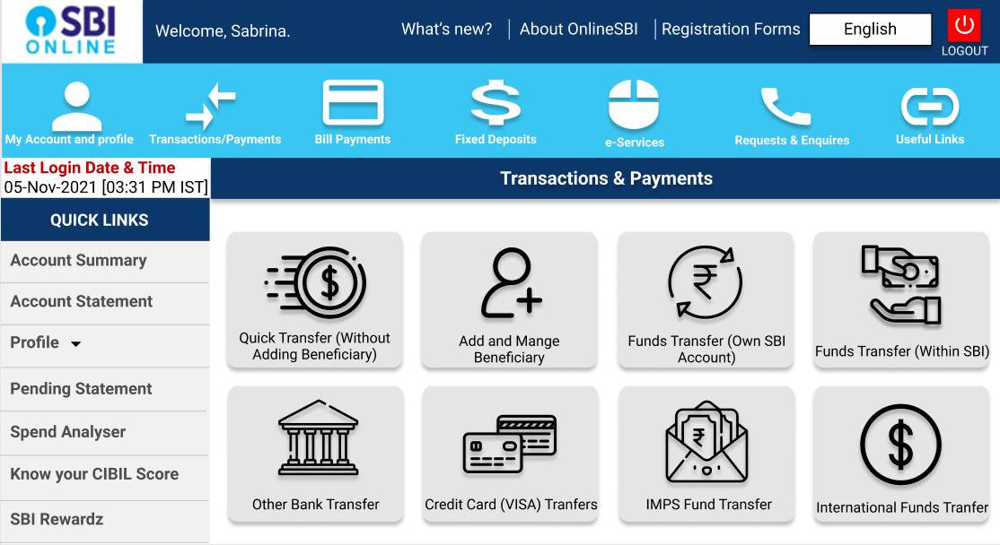 SBI
ONLINE
Welcome, Sabrina.
What's new?
About OnlineSBI
Registration Forms
English
LOGOUT
My Account and profile
Transactions/Payments
Bill Payments
Fixed Deposits
e-Services
Requests & Enquires
Useful Links
Last Login Date & Time
05-Nov-2021 [03:31 PM IST]
Transactions & Payments
QUICK LINKS
Account Summary
Account Statement
Profile
Pending Statement
Spend Analyser
Know your CIBIL Score
SBI Rewardz
$
Quick Transfer (Without
Adding Beneficiary)
Add and Mange
Beneficiary
₹
Funds Transfer (Own SBI
Account)
Funds Transfer (Within SBI)
Other Bank Transfer
Credit Card (VISA) Tranfers
₹
IMPS Fund Transfer
$
International Funds Tranfer